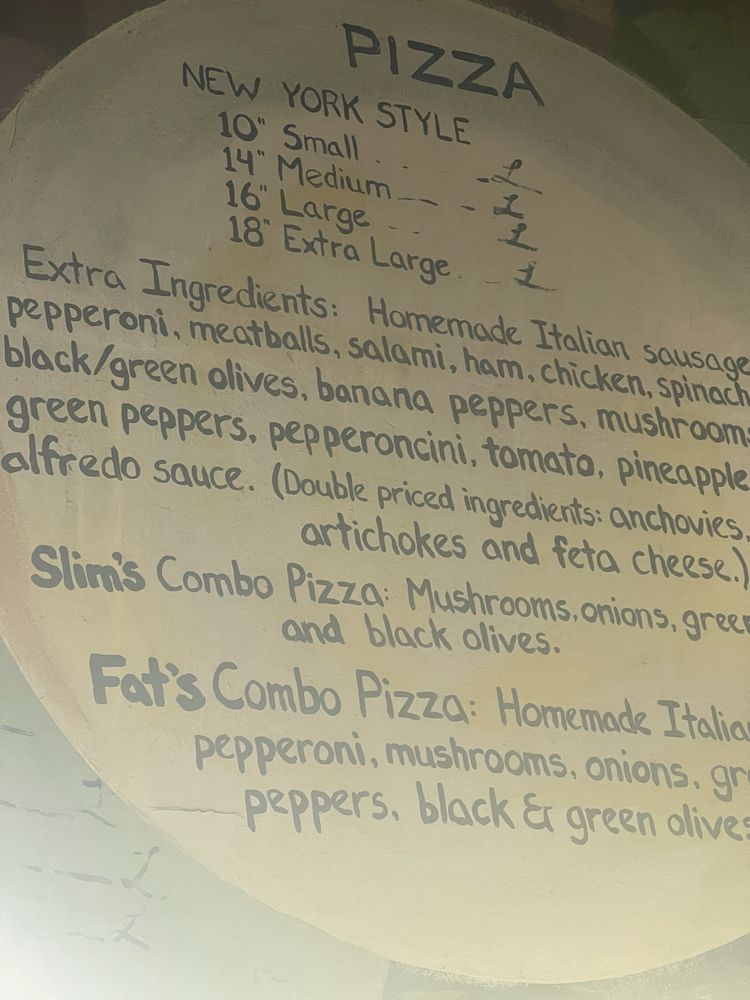 PIZZA
NEW YORK STYLE
10" Small
14" Medium
16" Large
18" Extra Large
Extra Ingredients: Homemade Italian sausage
pepperoni, meatballs, salami, ham, chicken, spinach
black/green olives, banana peppers, mushrooms
green peppers, pepperoncini, tomato, pineapple
alfredo sauce. (Double priced ingredients: anchovies,
artichokes and feta cheese.)
Slim's Combo Pizza: Mushrooms, onions, green
and black olives.
Fat's Combo Pizza: Homemade Italia
pepperoni, mushrooms, onions, gr
peppers, black & green olives